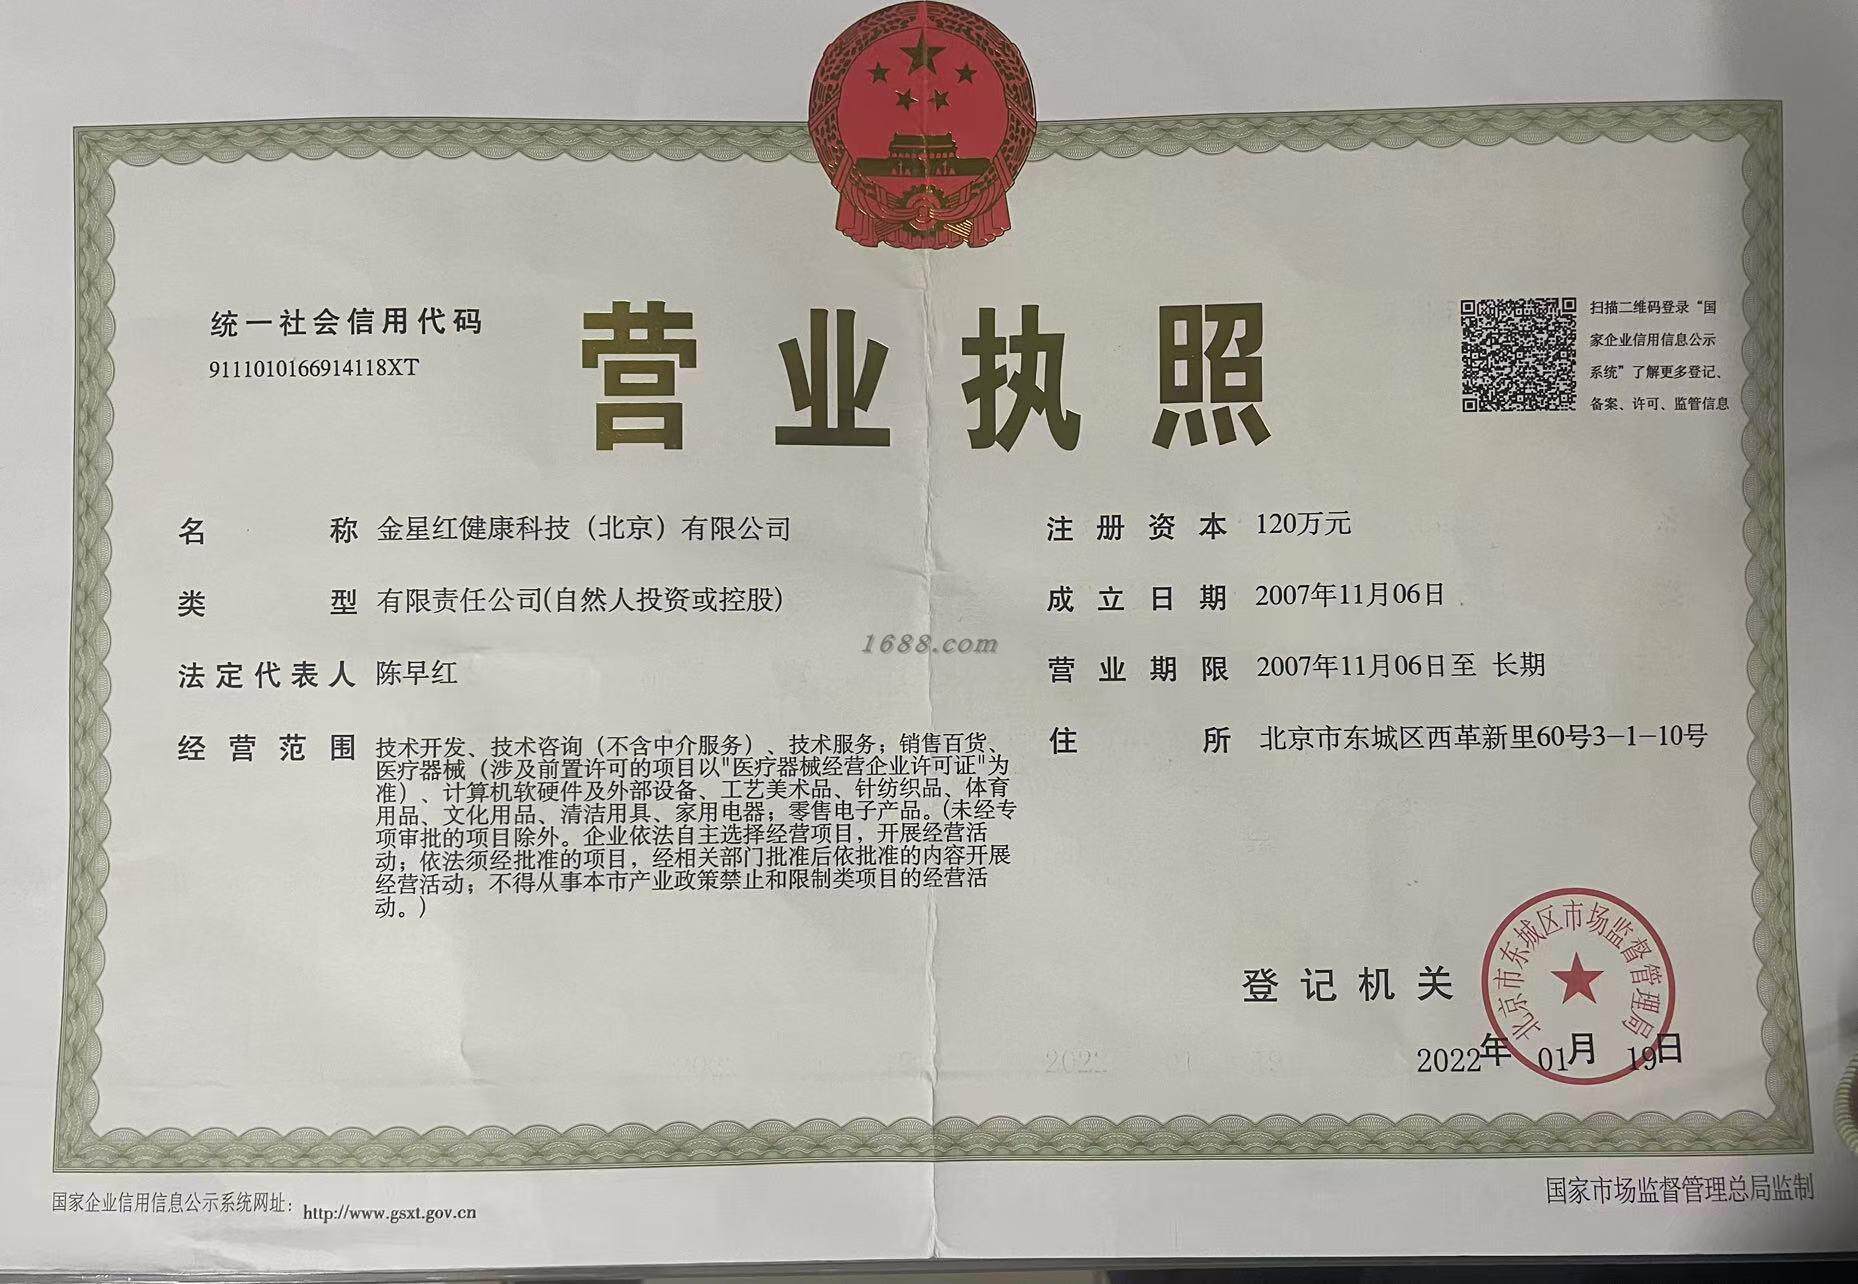 统一社会信用代码
9111010166914118XT
营业执照
扫描二维码登录“国
家企业信用信息公示
系统”了解更多登记、
备案、许可、监管信息
名称 金星红健康科技（北京）有限公司
类型 有限责任公司(自然人投资或控股)
法定代表人 陈早红
经营范围 技术开发、技术咨询（不含中介服务）、技术服务；销售百货、
医疗器械（涉及前置许可的项目以"医疗器械经营企业许可证"为
准）、计算机软硬件及外部设备、工艺美术品、针纺织品、体育
用品、文化用品、清洁用具、家用电器；零售电子产品。(未经专
项审批的项目除外。企业依法自主选择经营项目，开展经营活
动；依法须经批准的项目，经相关部门批准后依批准的内容开展
经营活动；不得从事本市产业政策禁止和限制类项目的经营活
动。)
注册资本 120万元
成立日期 2007年11月06日
营业期限 2007年11月06日至 长期
住所 北京市东城区西革新里60号3-1-10号
1688.com
登记机关
北京市东城区市场监督管理局
2022年 01月 19日
国家企业信用信息公示系统网址：http://www.gsxt.gov.cn
国家市场监督管理总局监制